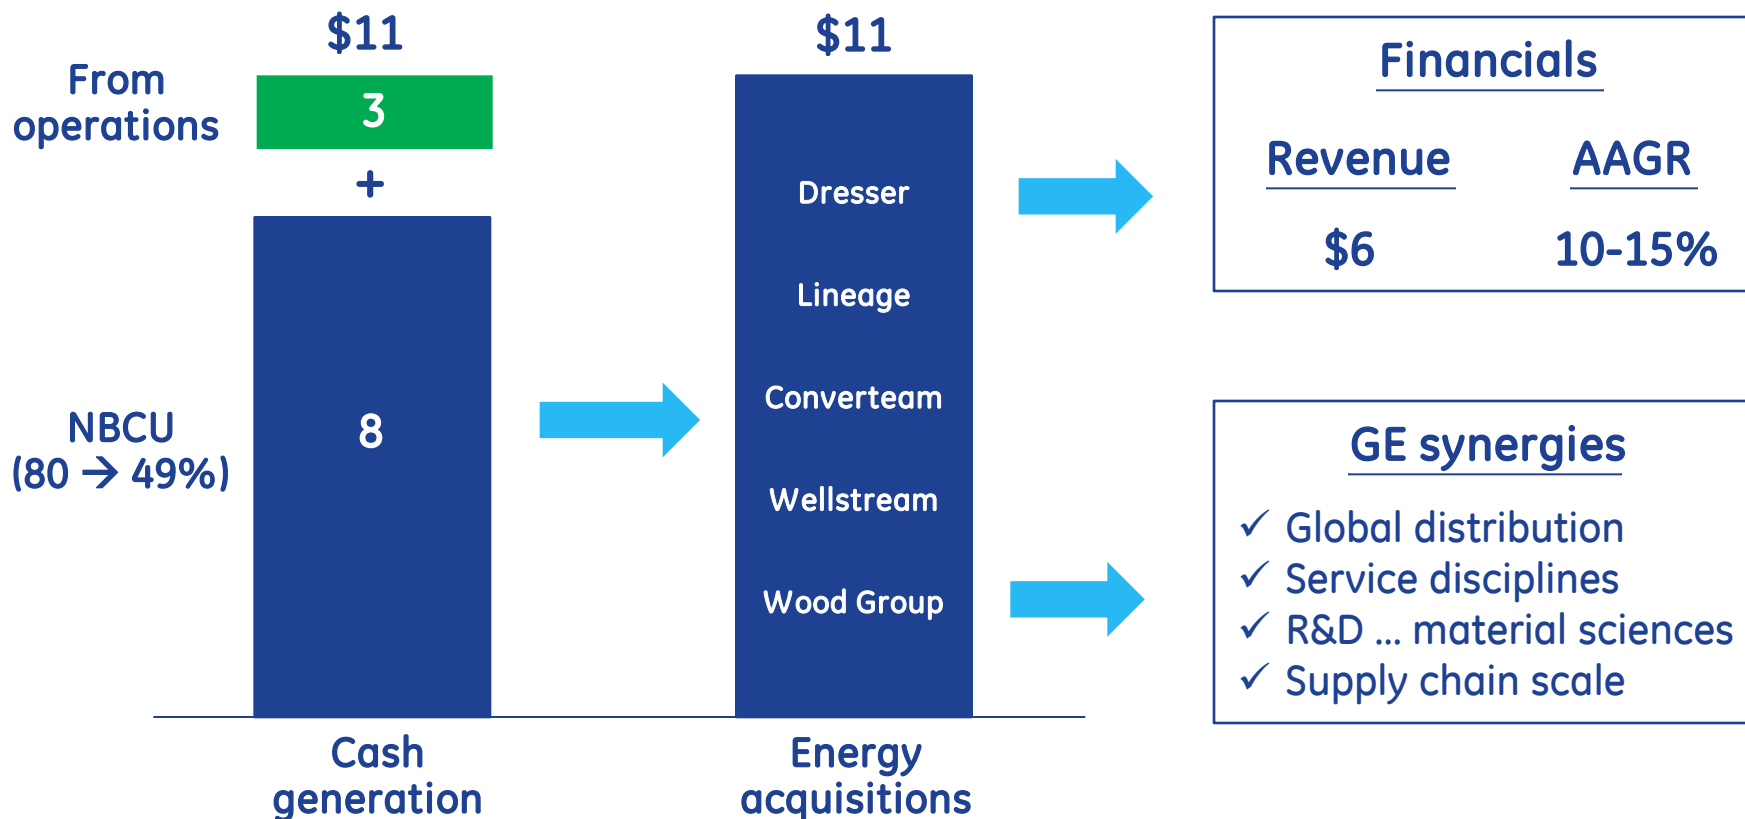 $11
From
operations
3
+
NBCU
(80 → 49%)
8
Cash
generation
$11
Dresser
Lineage
Converteam
Wellstream
Wood Group
Energy
acquisitions
Financials
Revenue AAGR
$6 10-15%
GE synergies
✓ Global distribution
✓ Service disciplines
✓ R&D ... material sciences
✓ Supply chain scale